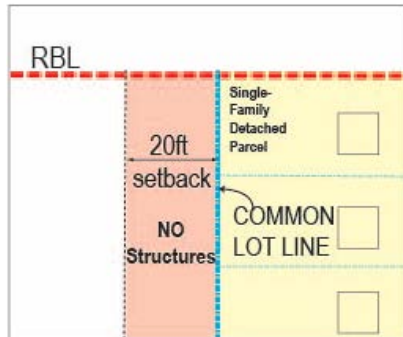 RBL
Single-
Family
Detached
Parcel
20ft
setback
NO
Structures
COMMON
LOT LINE